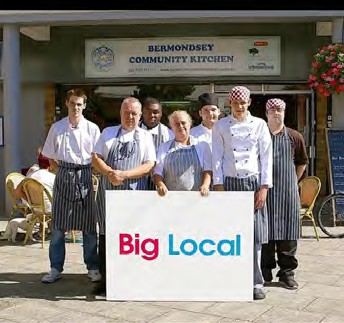 BERMONDSEY
COMMUNITY KITCHEN
Big Local